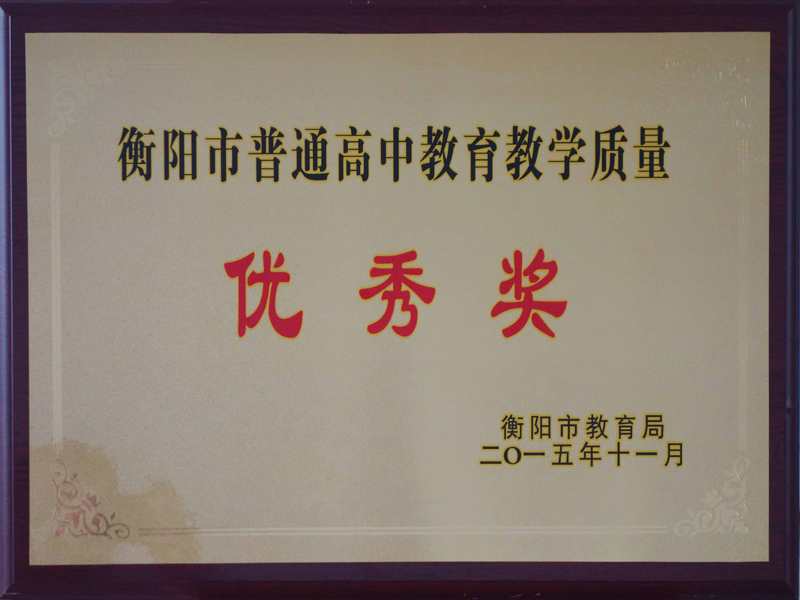 衡阳市普通高中教育教学质量
优秀奖
衡阳市教育局
二O一五年十一月